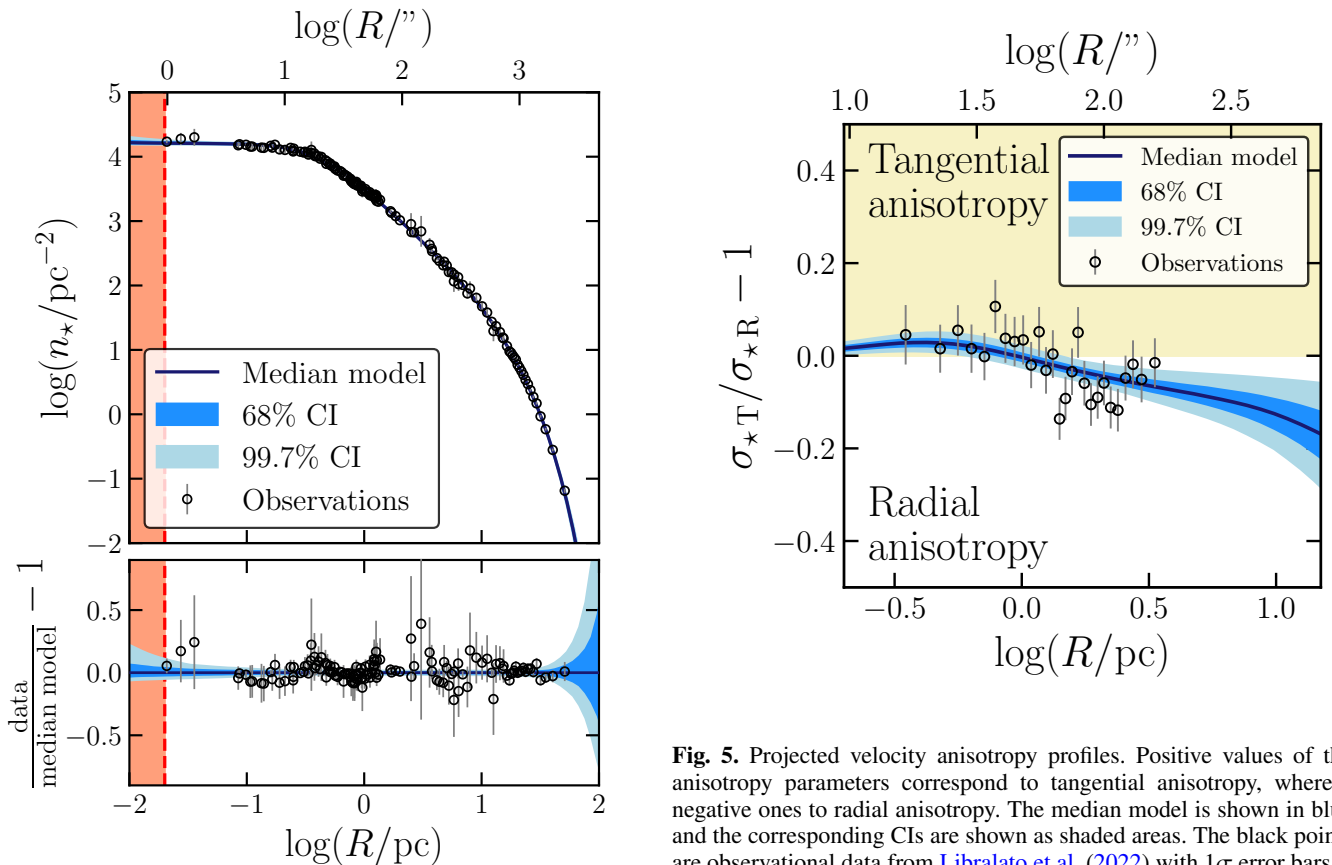 log(R/”)
0 1 2 3
5
4
3
2
1
0
−1
−2
log(n⋆/pc⁻²)
Median model
68% CI
99.7% CI
Observations
0.5
0.0
−0.5
data/median model − 1
−2 −1 0 1 2
log(R/pc)
log(R/”)
1.0 1.5 2.0 2.5
Tangential
anisotropy
Median model
68% CI
99.7% CI
Observations
0.4
0.2
0.0
−0.2
−0.4
σ⋆T/σ⋆R − 1
Radial
anisotropy
−0.5 0.0 0.5 1.0
log(R/pc)
Fig. 5. Projected velocity anisotropy profiles. Positive values of
anisotropy parameters correspond to tangential anisotropy,
negative ones to radial anisotropy. The median model is shown in
and the corresponding CIs are shown as shaded areas. The black
are observational data from Libralato et al. (2022) with 1σ error bars